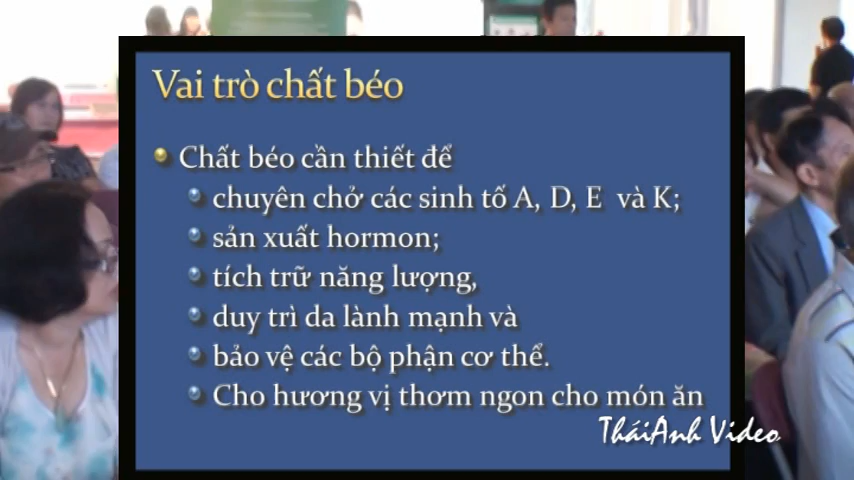 Vai trò chất béo
Chất béo cần thiết để
chuyên chở các sinh tố A, D, E và K;
sản xuất hormon;
tích trữ năng lượng,
duy trì da lành mạnh và
bảo vệ các bộ phận cơ thể.
Cho hương vị thơm ngon cho món ăn
TháiAnh Video